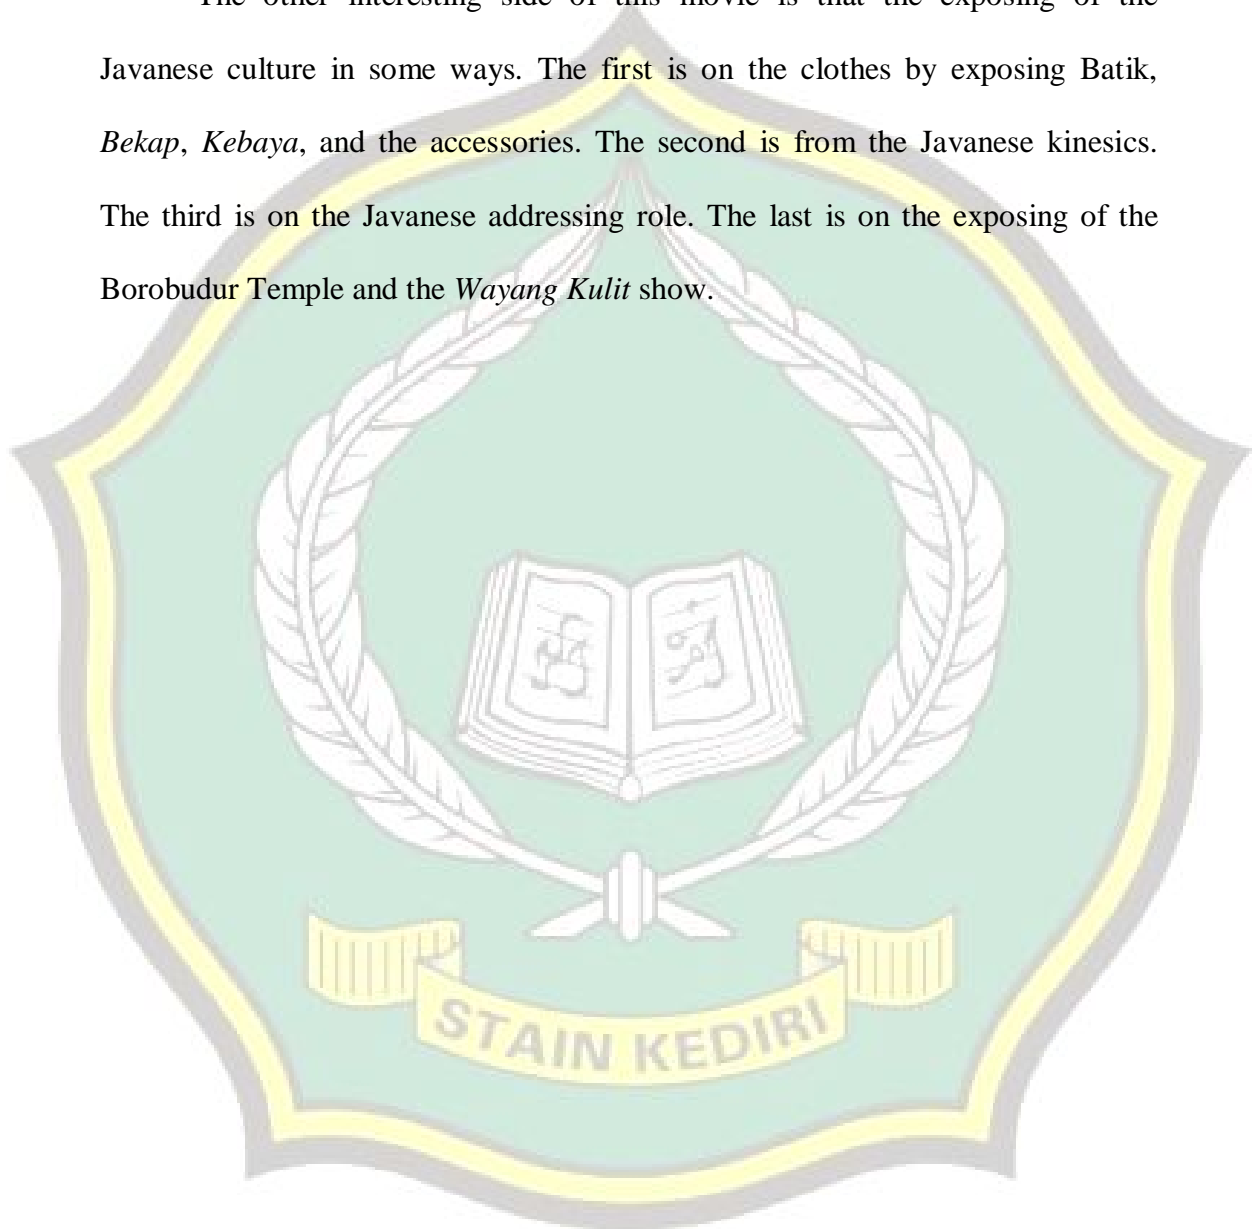 The other interesting side of this movie is that the exposing of the
Javanese culture in some ways. The first is on the clothes by exposing Batik,
Bekap, Kebaya, and the accessories. The second is from the Javanese kinesics.
The third is on the Javanese addressing role. The last is on the exposing of the
Borobudur Temple and the Wayang Kulit show.
STAIN KEDIRI